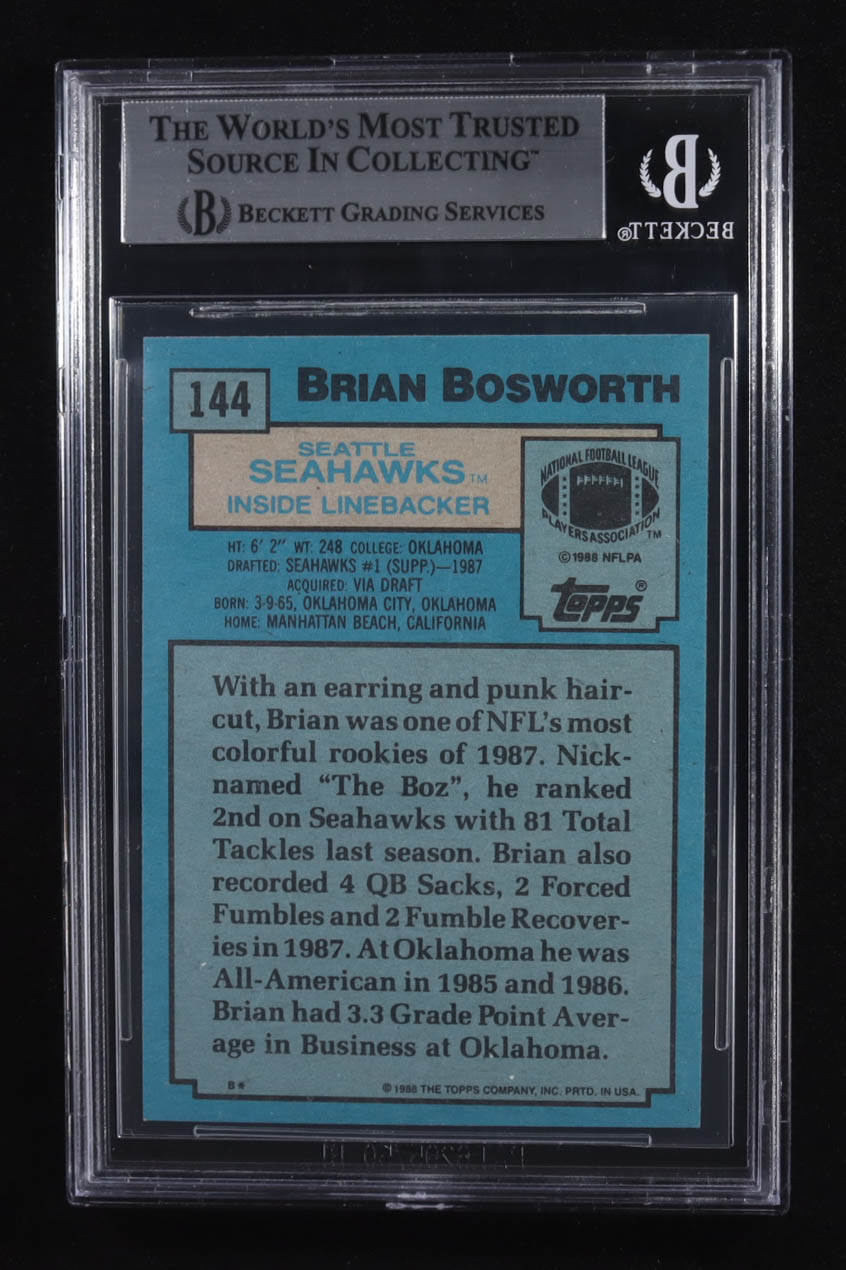 THE WORLD'S MOST TRUSTED
SOURCE IN COLLECTING™
B BECKETT GRADING SERVICES
B
BECKETT®
144
BRIAN BOSWORTH
SEATTLE
SEAHAWKS™
INSIDE LINEBACKER
NATIONAL FOOTBALL LEAGUE
PLAYERS ASSOCIATION™
©1988 NFLPA
topps®
HT: 6' 2" WT: 248 COLLEGE: OKLAHOMA
DRAFTED: SEAHAWKS #1 (SUPP.)—1987
ACQUIRED: VIA DRAFT
BORN: 3-9-65, OKLAHOMA CITY, OKLAHOMA
HOME: MANHATTAN BEACH, CALIFORNIA
With an earring and punk hair-
cut, Brian was one of NFL's most
colorful rookies of 1987. Nick-
named "The Boz", he ranked
2nd on Seahawks with 81 Total
Tackles last season. Brian also
recorded 4 QB Sacks, 2 Forced
Fumbles and 2 Fumble Recover-
ies in 1987. At Oklahoma he was
All-American in 1985 and 1986.
Brian had 3.3 Grade Point Aver-
age in Business at Oklahoma.
B*
©1988 THE TOPPS COMPANY, INC. PRTD. IN USA.